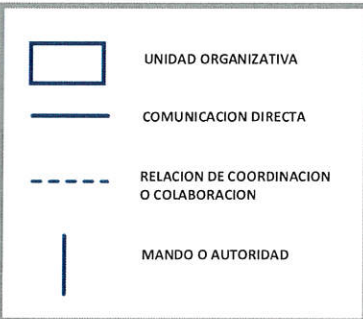 UNIDAD ORGANIZATIVA
COMUNICACION DIRECTA
RELACION DE COORDINACION
O COLABORACION
MANDO O AUTORIDAD